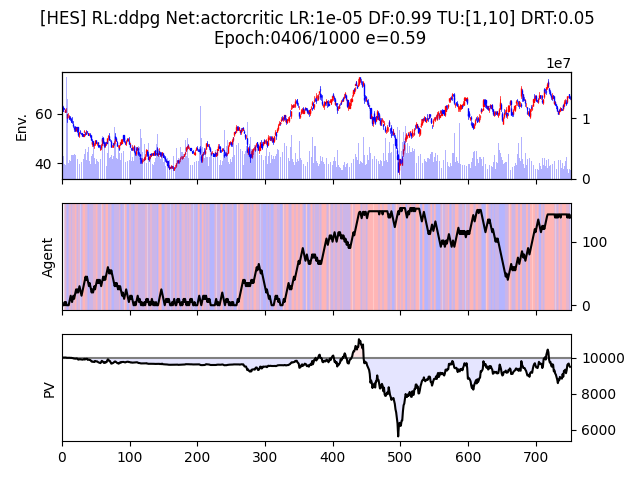 [HES] RL:ddpg Net:actorcritic LR:1e-05 DF:0.99 TU:[1,10] DRT:0.05
Epoch:0406/1000 e=0.59
1e7
Env.
60
40
1
0
Agent
100
0
PV
10000
8000
6000
0 100 200 300 400 500 600 700